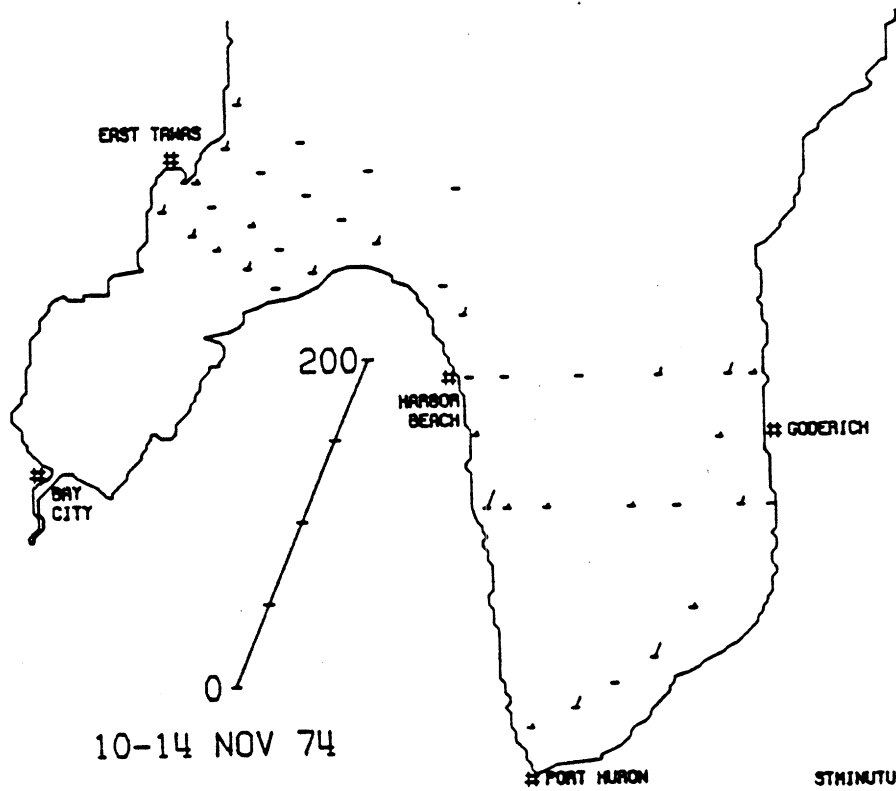 EAST TAWAS
200
HARBOR
BEACH
GODERICH
BAY
CITY
0
10-14 NOV 74
PORT HURON
STMINUTU